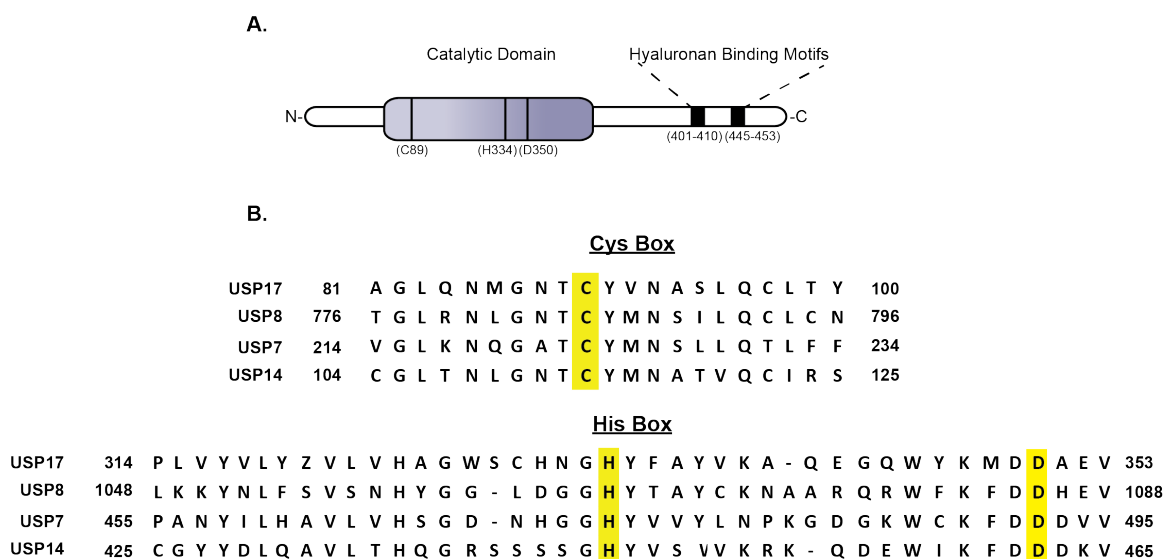 A.
Catalytic Domain Hyaluronan Binding Motifs
N- -C
(C89) (H334) (D350) (401-410) (445-453)
B.
Cys Box
USP17 81 A G L Q N M G N T C Y V N A S L Q C L T Y 100
USP8 776 T G L R N L G N T C Y M N S I L Q C L C N 796
USP7 214 V G L K N Q G A T C Y M N S L L Q T L F F 234
USP14 104 C G L T N L G N T C Y M N A T V Q C I R S 125
His Box
USP17 314 P L V Y V L Y Z V L V H A G W S C H N G H Y F A Y V K A - Q E G Q W Y K M D D A E V 353
USP8 1048 L K K Y N L F S V S N H Y G G - L D G G H Y T A Y C K N A A R Q R W F K F D D H E V 1088
USP7 455 P A N Y I L H A V L V H S G D - N H G G H Y V V Y L N P K G D G K W C K F D D D V V 495
USP14 425 C G Y Y D L Q A V L T H Q G R S S S S G H Y V S W V K R K - Q D E W I K F D D D K V 465